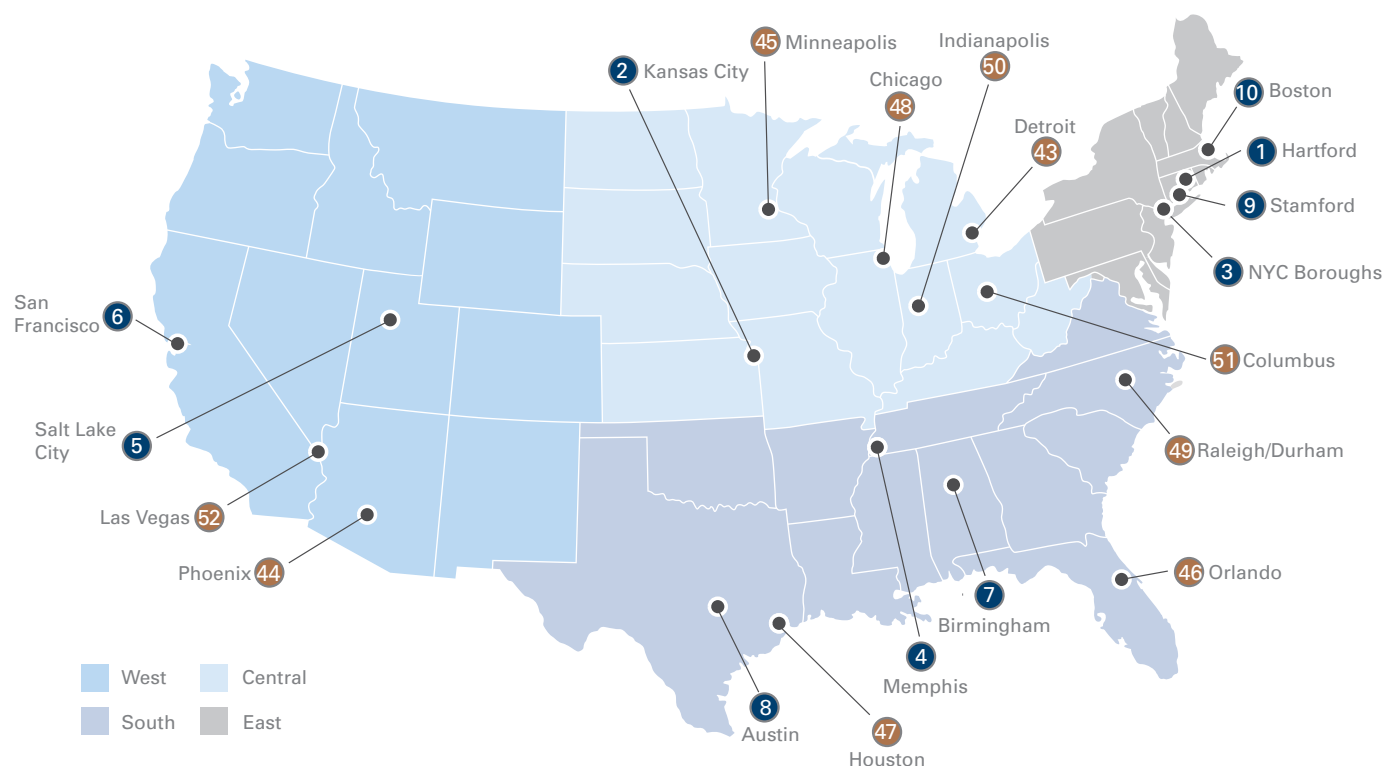 45 Minneapolis
Indianapolis
50
2 Kansas City
Chicago
48
10 Boston
Detroit
43
1 Hartford
9 Stamford
3 NYC Boroughs
San
Francisco 6
51 Columbus
Salt Lake
City 5
49 Raleigh/Durham
Las Vegas 52
Phoenix 44
46 Orlando
7
Birmingham
4
Memphis
West
Central
South
East
8
Austin
47
Houston